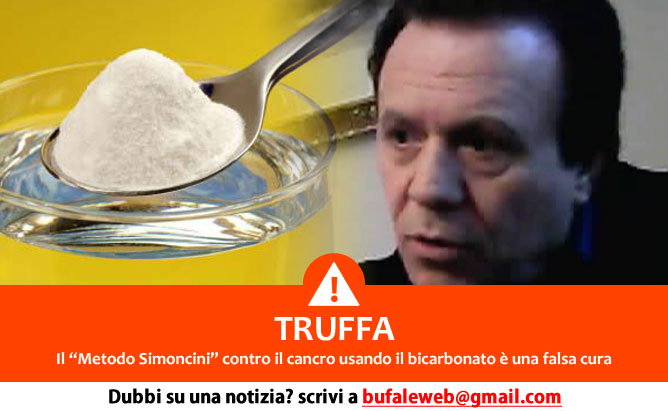 !
TRUFFA
Il “Metodo Simoncini” contro il cancro usando il bicarbonato è una falsa cura
Dubbi su una notizia? scrivi a bufaleweb@gmail.com